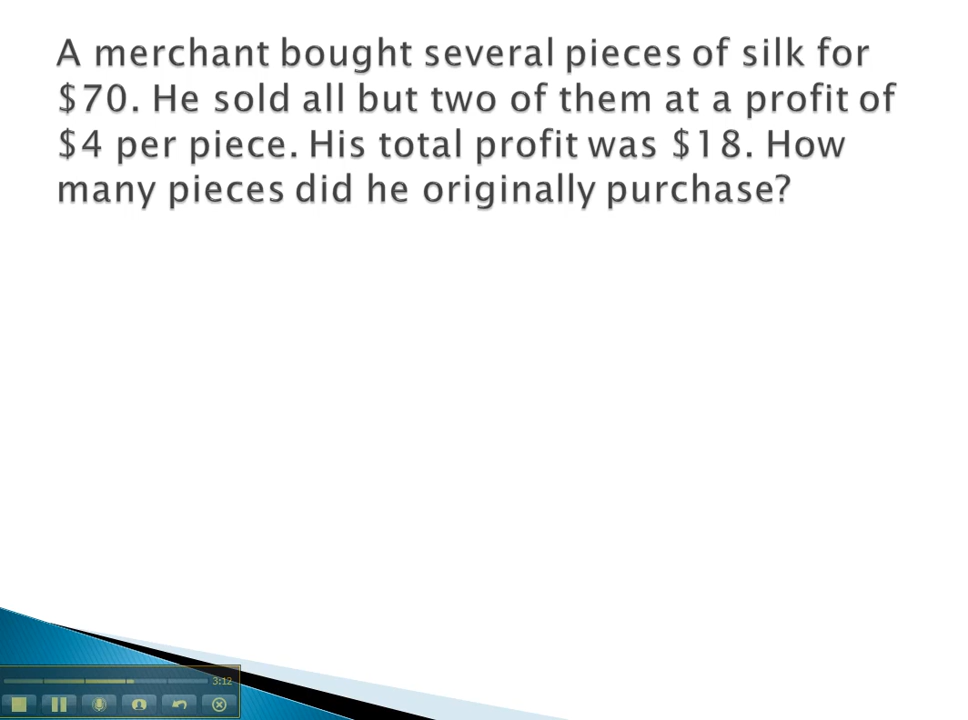 A merchant bought several pieces of silk for
$70. He sold all but two of them at a profit of
$4 per piece. His total profit was $18. How
many pieces did he originally purchase?
3:12